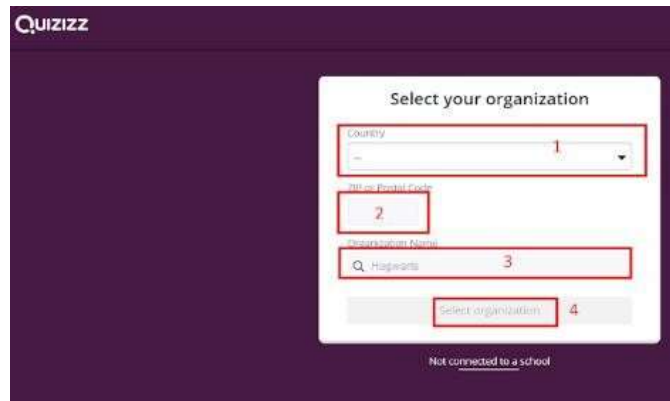 Quizizz
Select your organization
Country
1
--
ZIP or Postal Code
2
Organization Name
Hogwarts
3
Select organization
4
Not connected to a school